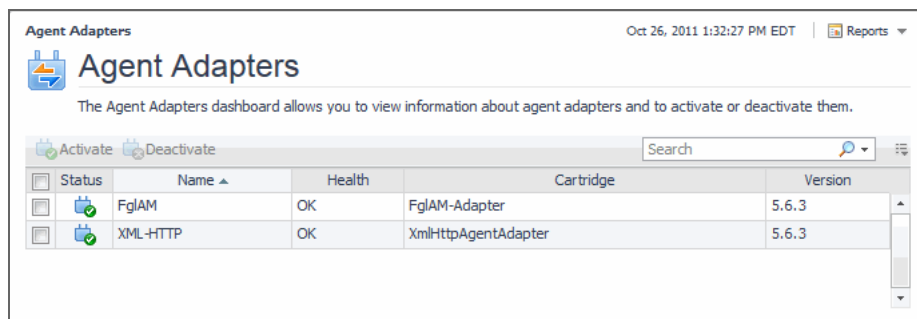 Agent Adapters Oct 26, 2011 1:32:27 PM EDT Reports
Agent Adapters
The Agent Adapters dashboard allows you to view information about agent adapters and to activate or deactivate them.
Activate Deactivate Search
Status Name Health Cartridge Version
FglAM OK FglAM-Adapter 5.6.3
XML-HTTP OK XmlHttpAgentAdapter 5.6.3